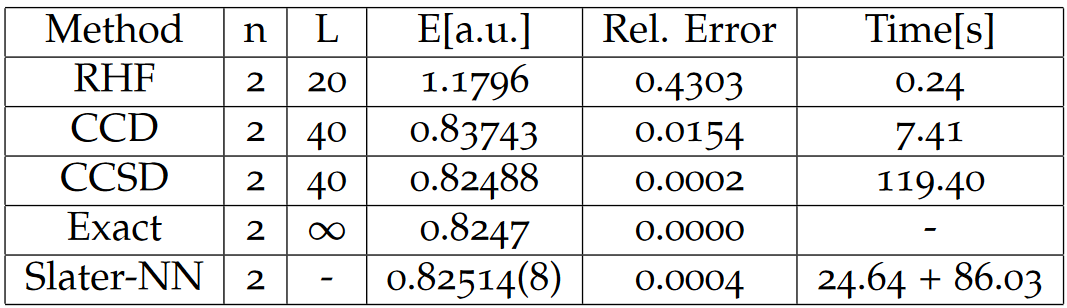 Method n L E[a.u.] Rel. Error Time[s]
RHF 2 20 1.1796 0.4303 0.24
CCD 2 40 0.83743 0.0154 7.41
CCSD 2 40 0.82488 0.0002 119.40
Exact 2 ∞ 0.8247 0.0000 -
Slater-NN 2 - 0.82514(8) 0.0004 24.64 + 86.03